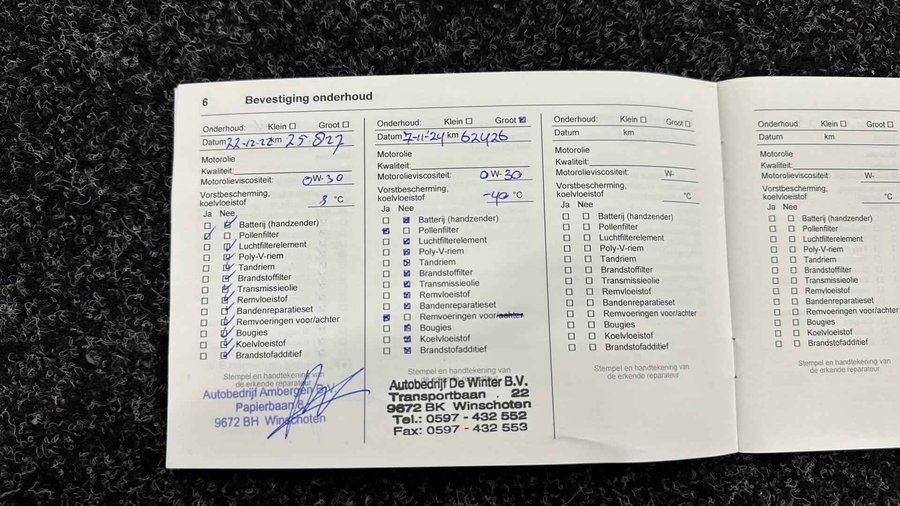 6 Bevestiging onderhoud
Onderhoud: Klein Groot
Datum 22-12-22 km 25.827
Motorolie
Kwaliteit:
Motorolieviscositeit: 0W-30
Vorstbescherming,
koelvloeistof °C
Ja Nee
Batterij (handzender)
Pollenfilter
Luchtfilterelement
Poly-V-riem
Tandriem
Brandstoffilter
Transmissieolie
Remvloeistof
Bandenreparatieset
Remvoeringen voor/achter
Bougies
Koelvloeistof
Brandstofadditief
Stempel en handtekening van
de erkende reparateur
Autobedrijf Ambergen B.V.
Papierbaan
9672 BH Winschoten
Onderhoud: Klein Groot
Datum 7-11-24 km 62426
Motorolie
Kwaliteit:
Motorolieviscositeit: 0W-30
Vorstbescherming,
koelvloeistof -40 °C
Ja Nee
Batterij (handzender)
Pollenfilter
Luchtfilterelement
Poly-V-riem
Tandriem
Brandstoffilter
Transmissieolie
Remvloeistof
Bandenreparatieset
Remvoeringen voor/achter
Bougies
Koelvloeistof
Brandstofadditief
Stempel en handtekening van
Autobedrijf De Winter B.V.
Transportbaan 22
9672 BK Winschoten
Tel.: 0597 - 432 552
Fax: 0597 - 432 553
Onderhoud: Klein Groot
Datum km
Motorolie
Kwaliteit:
Motorolieviscositeit: W-
Vorstbescherming,
koelvloeistof °C
Ja Nee
Batterij (handzender)
Pollenfilter
Luchtfilterelement
Poly-V-riem
Tandriem
Brandstoffilter
Transmissieolie
Remvloeistof
Bandenreparatieset
Remvoeringen voor/achter
Bougies
Koelvloeistof
Brandstofadditief
Stempel en handtekening van
de erkende reparateur
Onderhoud: Klein Groot
Datum km
Motorolie
Kwaliteit:
Motorolieviscositeit: W-
Vorstbescherming,
koelvloeistof °C
Ja Nee
Batterij (handzender)
Pollenfilter
Luchtfilterelement
Poly-V-riem
Tandriem
Brandstoffilter
Transmissieolie
Remvloeistof
Bandenreparatieset
Remvoeringen voor/achter
Bougies
Koelvloeistof
Brandstofadditief
Stempel en handtekening van
de erkende reparateur